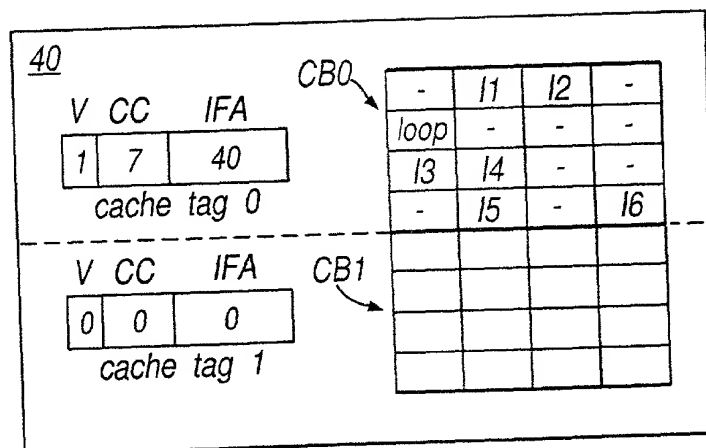 40
V CC IFA
1 7 40
cache tag 0
CB0
- I1 I2 -
loop - - -
I3 I4 - -
- I5 - I6
V CC IFA
0 0 0
cache tag 1
CB1